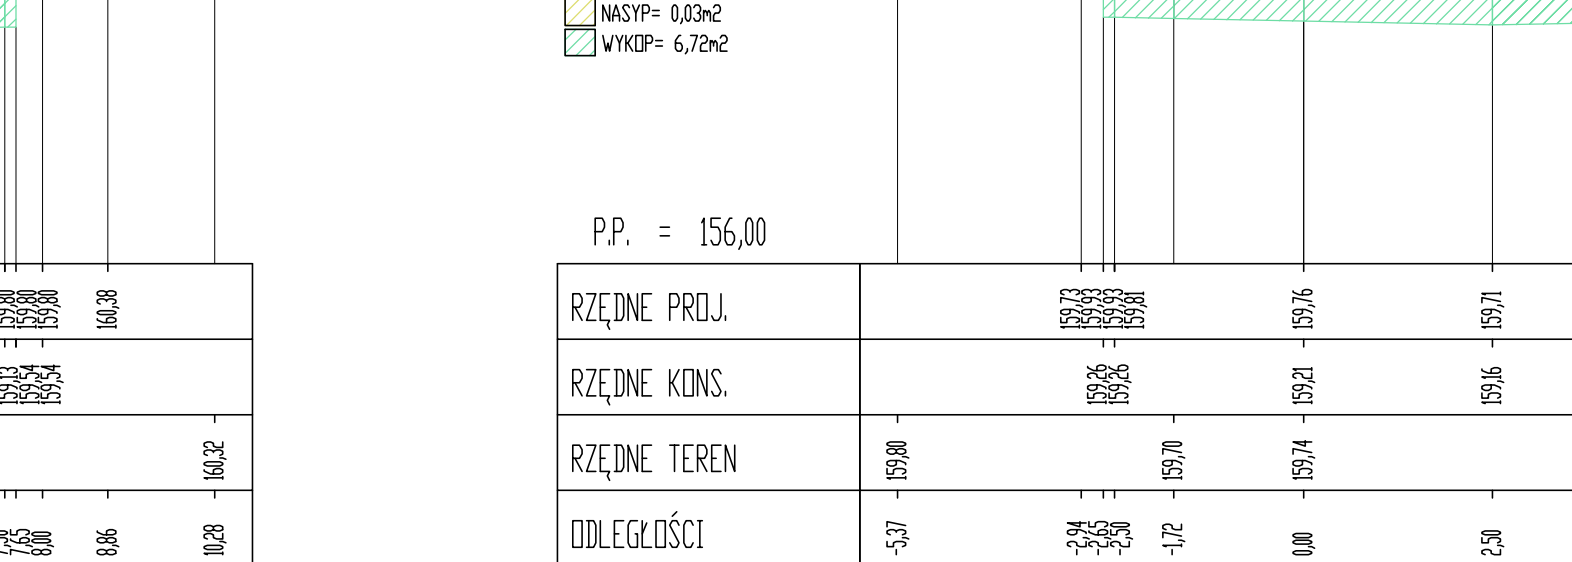 NASYP= 0,03m2
WYKOP= 6,72m2
P.P. = 156,00
159,80 159,80 159,80 160,38
159,13 159,54 159,54
160,32
7,65 8,00 8,86 10,28
RZĘDNE PROJ. 159,73 159,93 159,93 159,81 159,76 159,71
RZĘDNE KONS. 159,26 159,26 159,21 159,16
RZĘDNE TEREN 159,80 159,70 159,74
ODLEGŁOŚCI -5,37 -2,94 -2,65 -2,50 -1,72 0,00 2,50